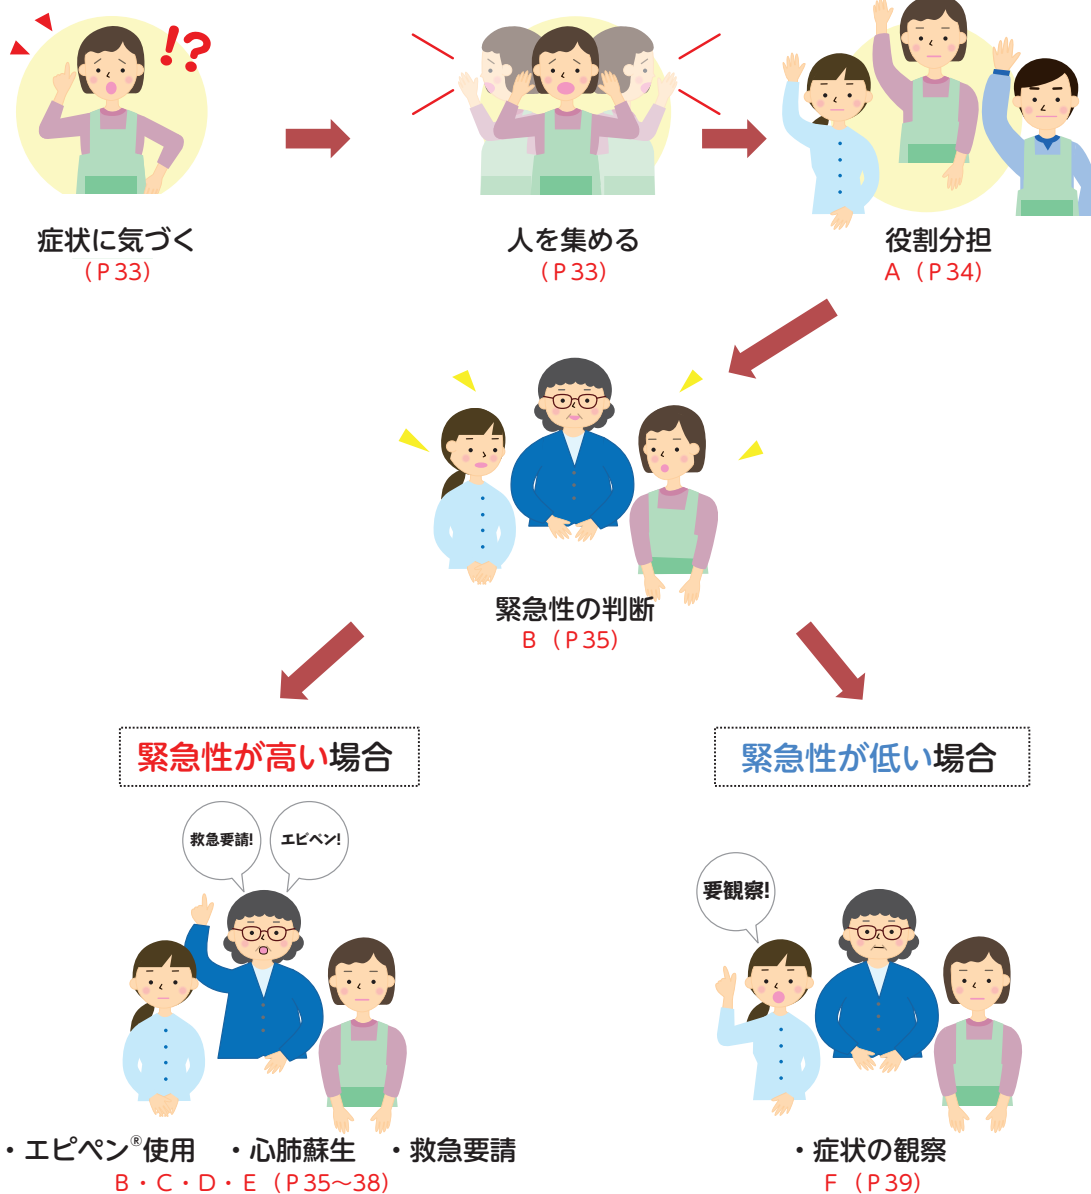 !?
症状に気づく
(P33)
人を集める
(P33)
役割分担
A(P34)
緊急性の判断
B(P35)
緊急性が高い場合
救急要請!
エピペン!
・エピペン®使用 ・心肺蘇生 ・救急要請
B・C・D・E(P35〜38)
緊急性が低い場合
要観察!
・症状の観察
F(P39)